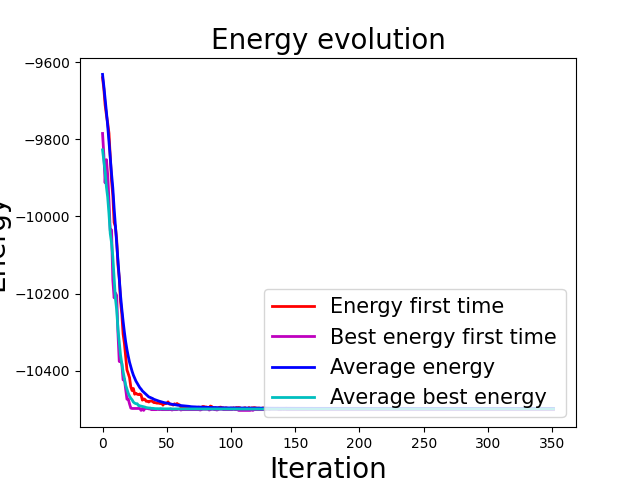 Energy evolution
Energy
−9600
−9800
−10000
−10200
−10400
Energy first time
Best energy first time
Average energy
Average best energy
0 50 100 150 200 250 300 350
Iteration